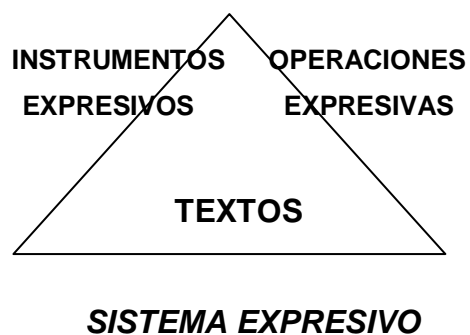 INSTRUMENTOS
EXPRESIVOS
OPERACIONES
EXPRESIVAS
TEXTOS
SISTEMA EXPRESIVO